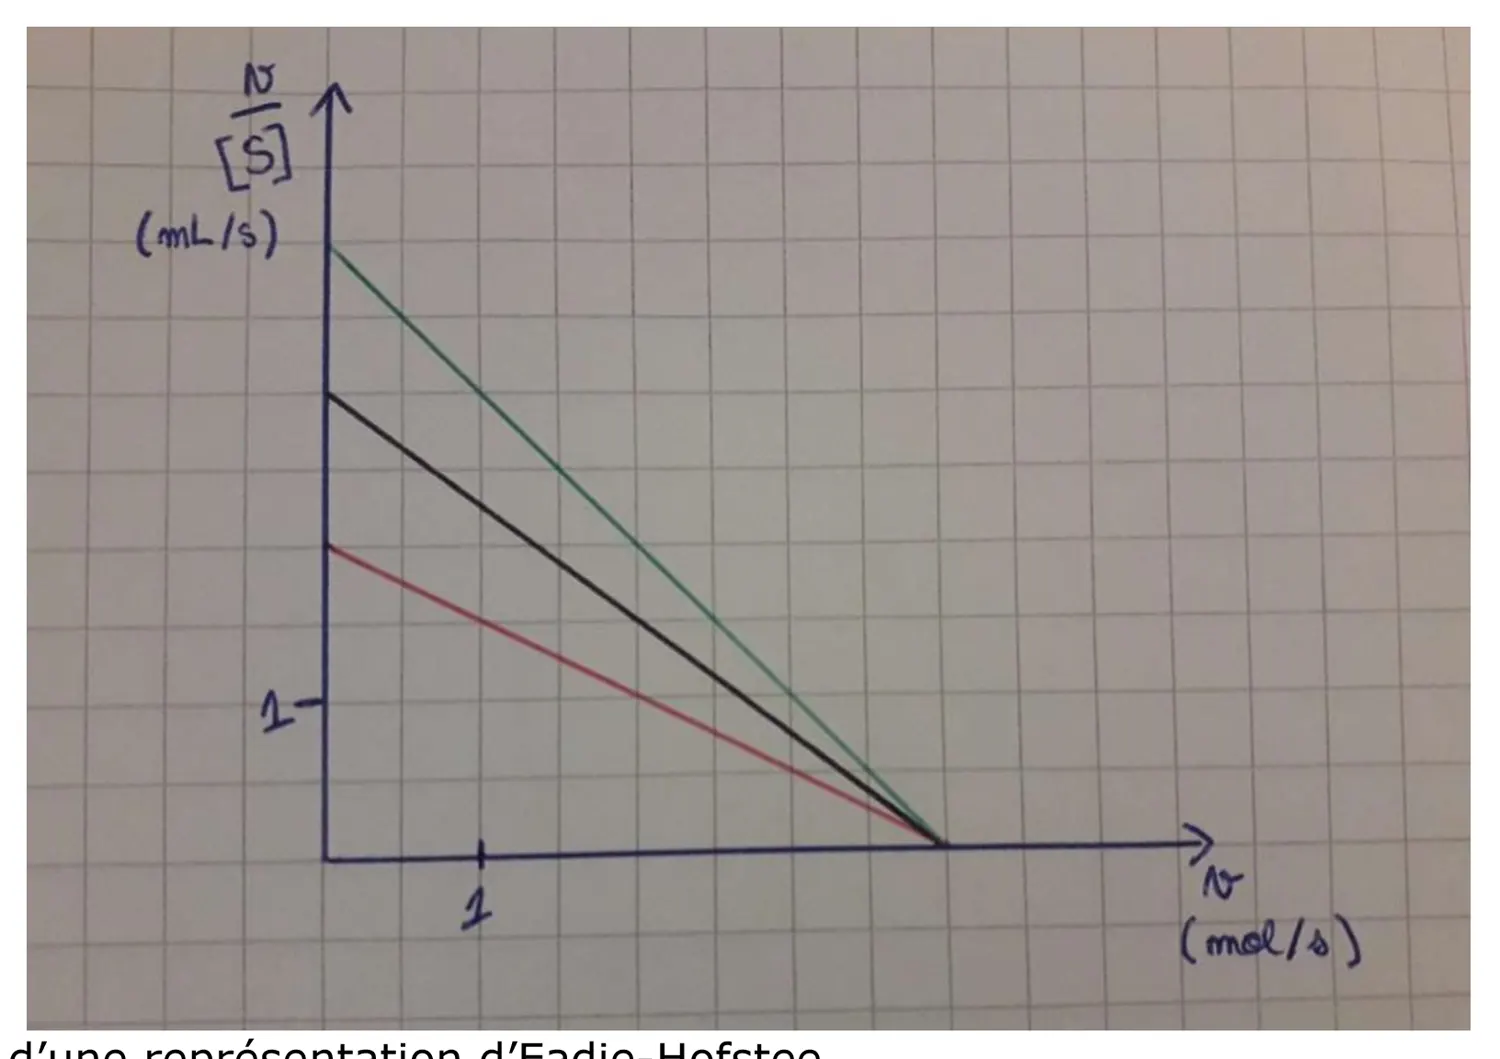 v
[S]
(mL/s)
1
1
v
(mol/s)
d’une représentation d’Eadie-Hofstee